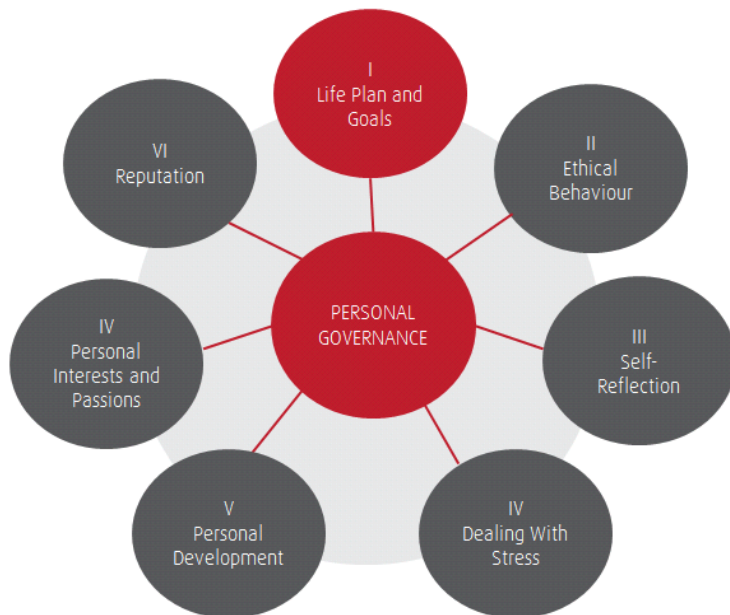 I
Life Plan and
Goals
II
Ethical
Behaviour
III
Self-
Reflection
IV
Dealing With
Stress
V
Personal
Development
IV
Personal
Interests and
Passions
VI
Reputation
PERSONAL
GOVERNANCE